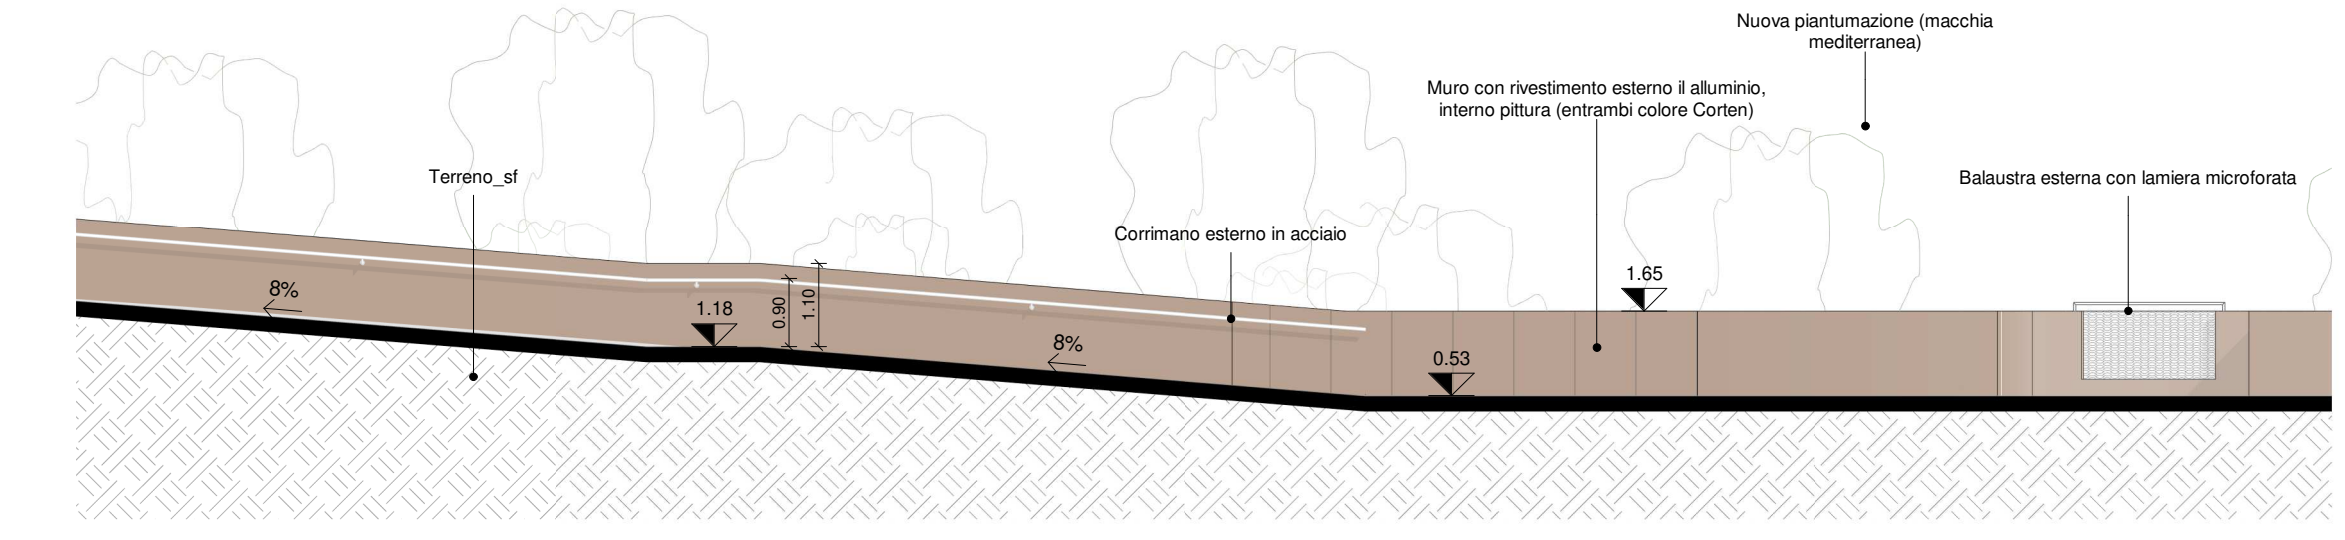 Nuova piantumazione (macchia
mediterranea)
Muro con rivestimento esterno il alluminio,
interno pittura (entrambi colore Corten)
Terreno_sf
Balaustra esterna con lamiera microforata
Corrimano esterno in acciaio
1.65
8%
1.18
0.90
1.10
8%
0.53